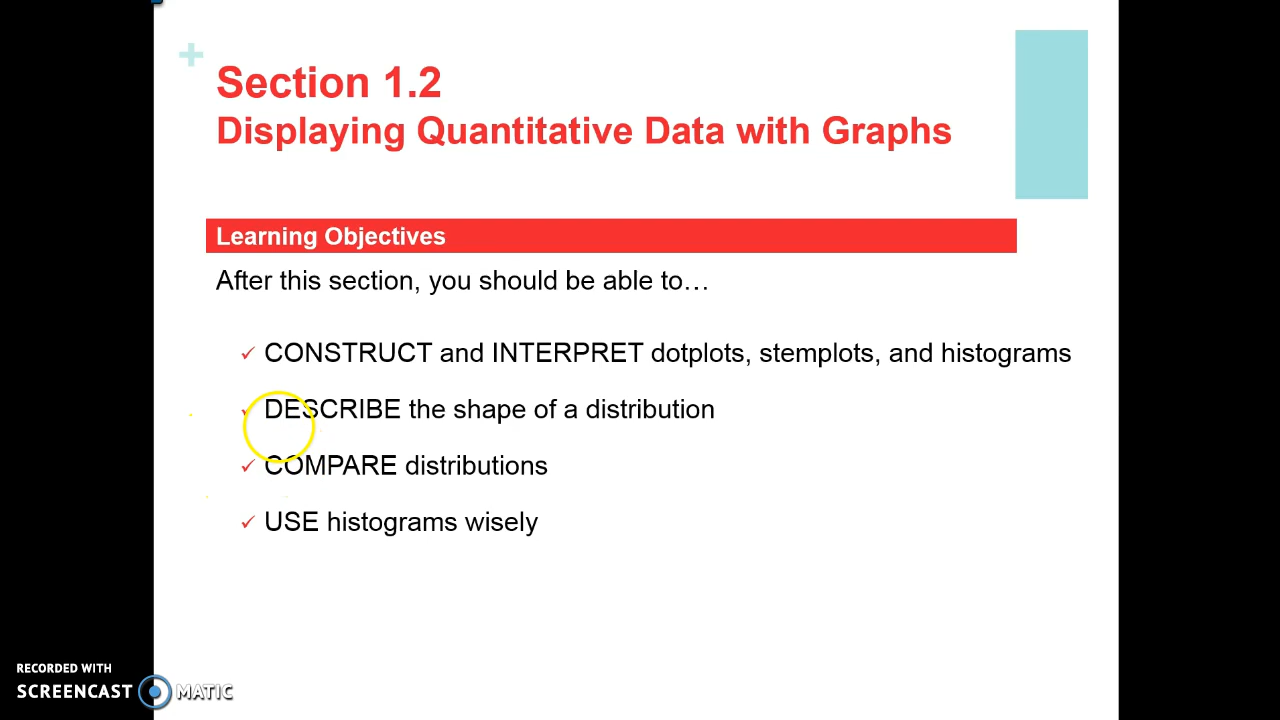 +
Section 1.2
Displaying Quantitative Data with Graphs
Learning Objectives
After this section, you should be able to…
✓ CONSTRUCT and INTERPRET dotplots, stemplots, and histograms
✓ DESCRIBE the shape of a distribution
✓ COMPARE distributions
✓ USE histograms wisely
RECORDED WITH
SCREENCAST MATIC